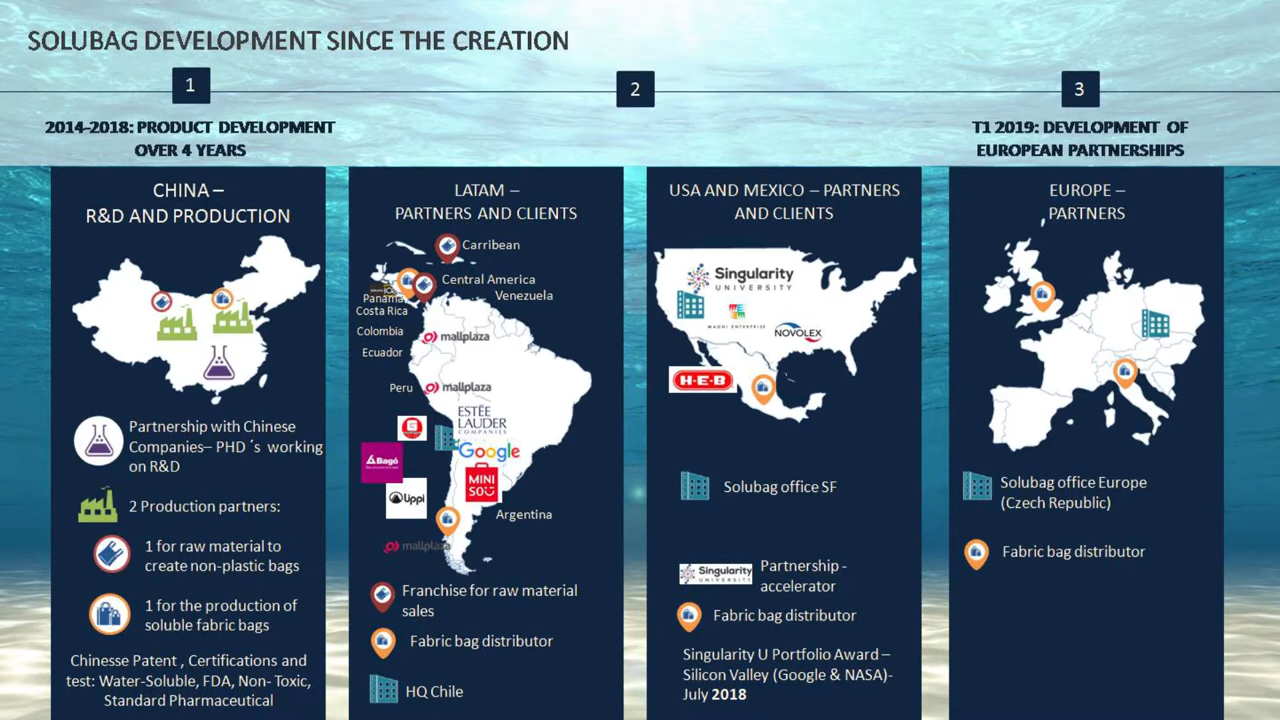 SOLUBAG DEVELOPMENT SINCE THE CREATION
1
2
3
2014-2018: PRODUCT DEVELOPMENT
OVER 4 YEARS
T1 2019: DEVELOPMENT OF
EUROPEAN PARTNERSHIPS
CHINA –
R&D AND PRODUCTION
Partnership with Chinese
Companies– PHD ´s working
on R&D
2 Production partners:
1 for raw material to
create non-plastic bags
1 for the production of
soluble fabric bags
Chinesse Patent , Certifications and
test: Water-Soluble, FDA, Non- Toxic,
Standard Pharmaceutical
LATAM –
PARTNERS AND CLIENTS
Carribean
Central America
Venezuela
Panama
Costa Rica
Colombia
mallplaza
Ecuador
Peru
mallplaza
ESTĒE
LAUDER
COMPANIES
Google
Bagó
MINI
SO
Lippi
Argentina
mallplaza
Franchise for raw material
sales
Fabric bag distributor
HQ Chile
USA AND MEXICO – PARTNERS
AND CLIENTS
Singularity
UNIVERSITY
MAGNI ENTERPRISE
NOVOLEX
H-E-B
Solubag office SF
Singularity
UNIVERSITY
Partnership -
accelerator
Fabric bag distributor
Singularity U Portfolio Award –
Silicon Valley (Google & NASA)-
July 2018
EUROPE –
PARTNERS
Solubag office Europe
(Czech Republic)
Fabric bag distributor